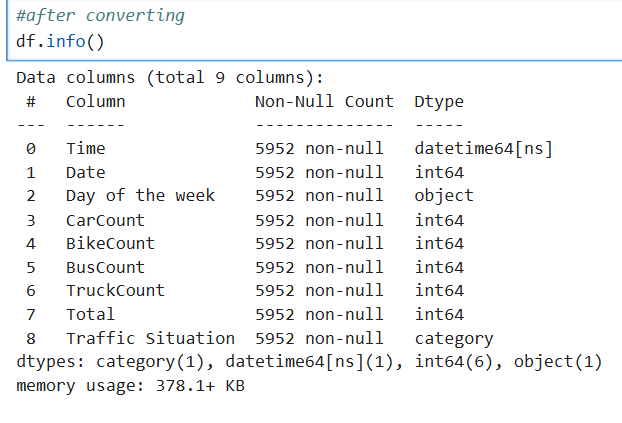 #after converting
df.info()
Data columns (total 9 columns):
 #   Column             Non-Null Count  Dtype
---  ------             --------------  -----
 0   Time               5952 non-null   datetime64[ns]
 1   Date               5952 non-null   int64
 2   Day of the week    5952 non-null   object
 3   CarCount           5952 non-null   int64
 4   BikeCount          5952 non-null   int64
 5   BusCount           5952 non-null   int64
 6   TruckCount         5952 non-null   int64
 7   Total              5952 non-null   int64
 8   Traffic Situation  5952 non-null   category
dtypes: category(1), datetime64[ns](1), int64(6), object(1)
memory usage: 378.1+ KB